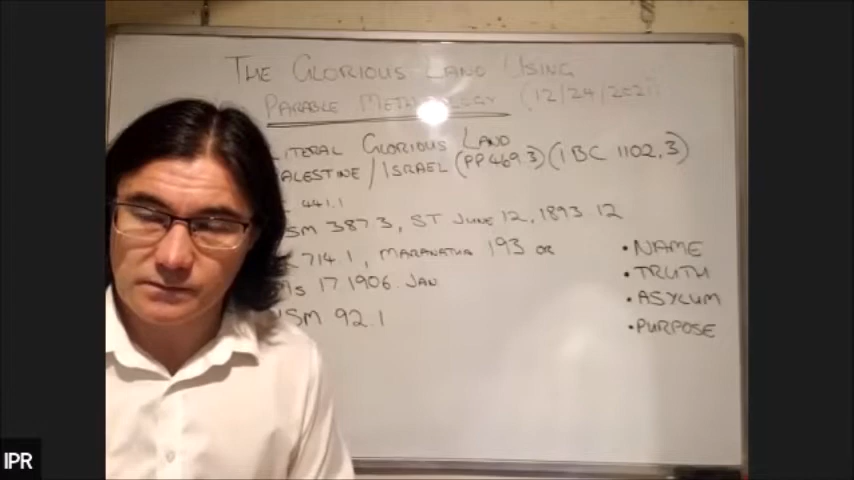 THE GLORIOUS LAND USING
PARABLE METHODOLOGY (12/24/2021)
LITERAL GLORIOUS LAND
PALESTINE/ISRAEL (PP 469.3) (1BC 1102.3)
441.1
SM 387 3, ST JUNE 12, 1893 12
714.1, MARANATHA 193 OR
MS 17 1906. JAN
SM 92.1
• NAME
• TRUTH
• ASYLUM
• PURPOSE
IPR